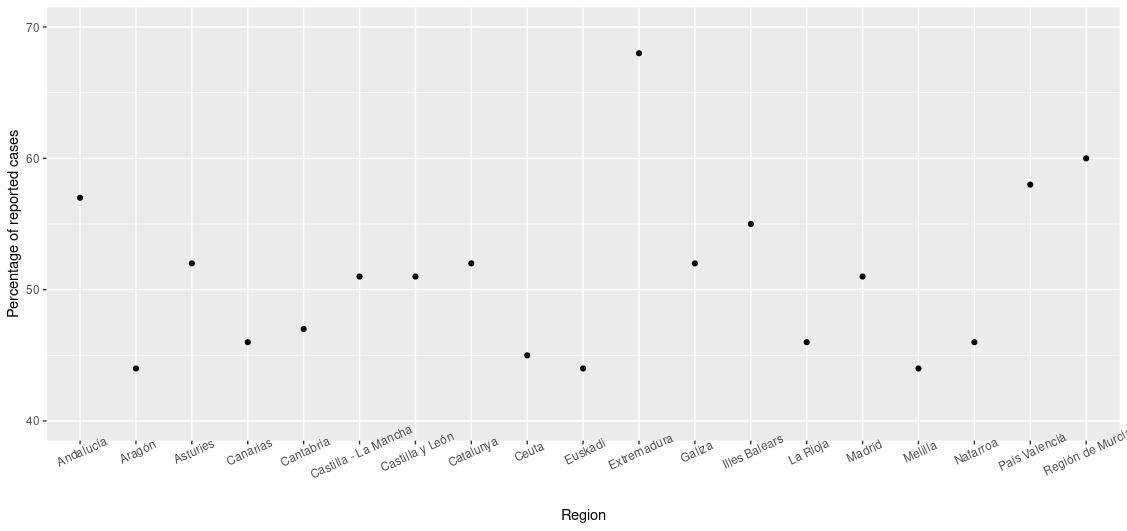 70
60
50
40
Percentage of reported cases
Andalucía
Aragón
Asturies
Canarias
Cantabria
Castilla - La Mancha
Castilla y León
Catalunya
Ceuta
Euskadi
Extremadura
Galiza
Illes Balears
La Rioja
Madrid
Melilla
Nafarroa
País Valencià
Región de Murcia
Region